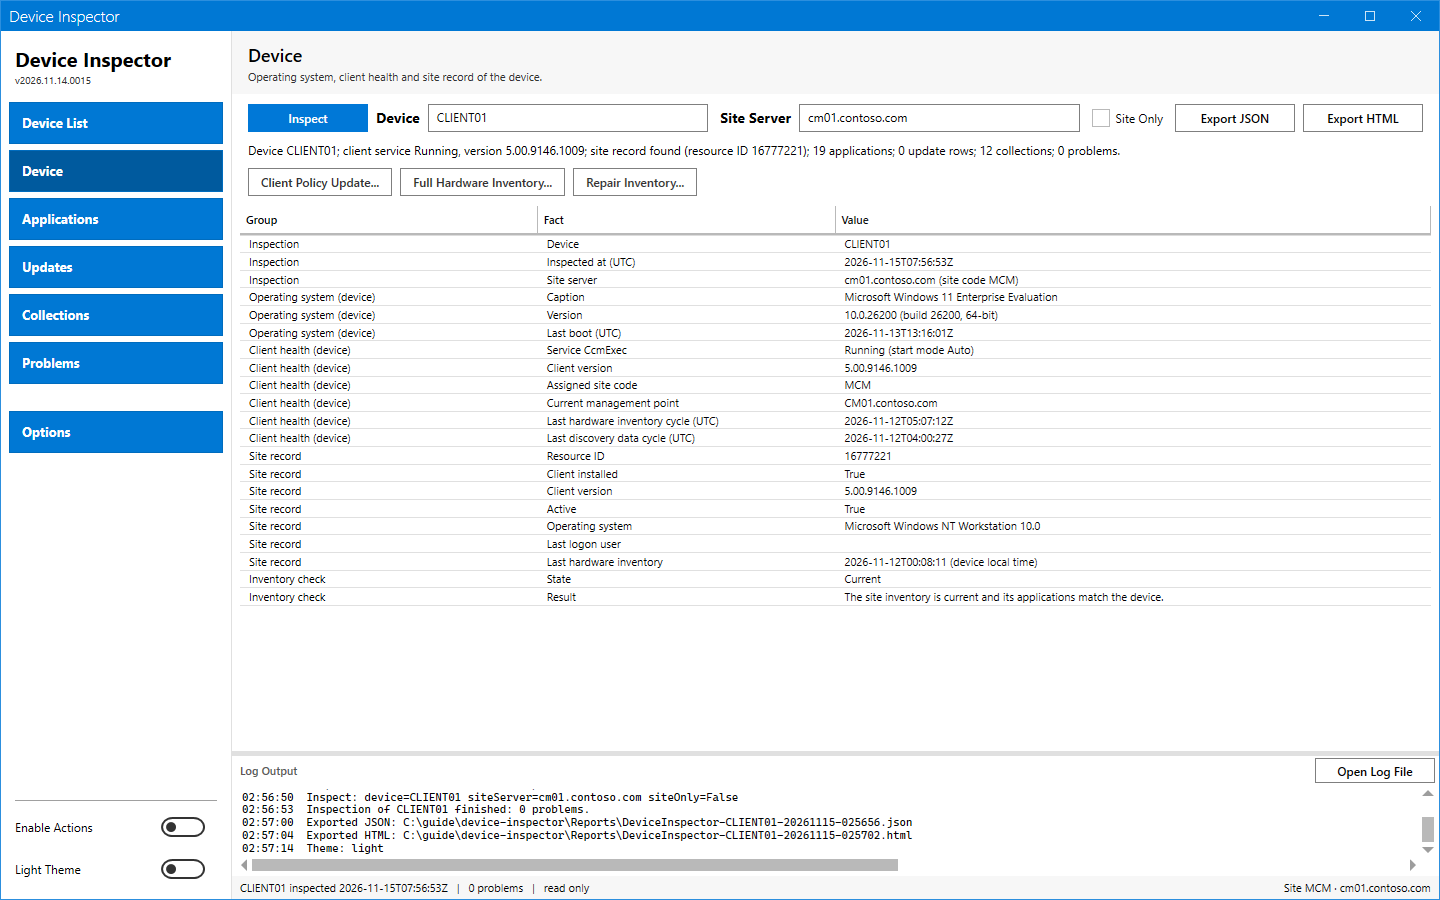 Device Inspector
Device Inspector
v2026.11.14.0015
Device List
Device
Applications
Updates
Collections
Problems
Options
Enable Actions
Light Theme
Device
Operating system, client health and site record of the device.
Inspect Device CLIENT01 Site Server cm01.contoso.com Site Only Export JSON Export HTML
Device CLIENT01; client service Running, version 5.00.9146.1009; site record found (resource ID 16777221); 19 applications; 0 update rows; 12 collections; 0 problems.
Client Policy Update... Full Hardware Inventory... Repair Inventory...
Group Fact Value
Inspection Device CLIENT01
Inspection Inspected at (UTC) 2026-11-15T07:56:53Z
Inspection Site server cm01.contoso.com (site code MCM)
Operating system (device) Caption Microsoft Windows 11 Enterprise Evaluation
Operating system (device) Version 10.0.26200 (build 26200, 64-bit)
Operating system (device) Last boot (UTC) 2026-11-13T13:16:01Z
Client health (device) Service CcmExec Running (start mode Auto)
Client health (device) Client version 5.00.9146.1009
Client health (device) Assigned site code MCM
Client health (device) Current management point CM01.contoso.com
Client health (device) Last hardware inventory cycle (UTC) 2026-11-12T05:07:12Z
Client health (device) Last discovery data cycle (UTC) 2026-11-12T04:00:27Z
Site record Resource ID 16777221
Site record Client installed True
Site record Client version 5.00.9146.1009
Site record Active True
Site record Operating system Microsoft Windows NT Workstation 10.0
Site record Last logon user
Site record Last hardware inventory 2026-11-12T00:08:11 (device local time)
Inventory check State Current
Inventory check Result The site inventory is current and its applications match the device.
Log Output Open Log File
02:56:50 Inspect: device=CLIENT01 siteServer=cm01.contoso.com siteOnly=False
02:56:53 Inspection of CLIENT01 finished: 0 problems.
02:57:00 Exported JSON: C:\guide\device-inspector\Reports\DeviceInspector-CLIENT01-20261115-025656.json
02:57:04 Exported HTML: C:\guide\device-inspector\Reports\DeviceInspector-CLIENT01-20261115-025702.html
02:57:14 Theme: light
CLIENT01 inspected 2026-11-15T07:56:53Z | 0 problems | read only Site MCM · cm01.contoso.com